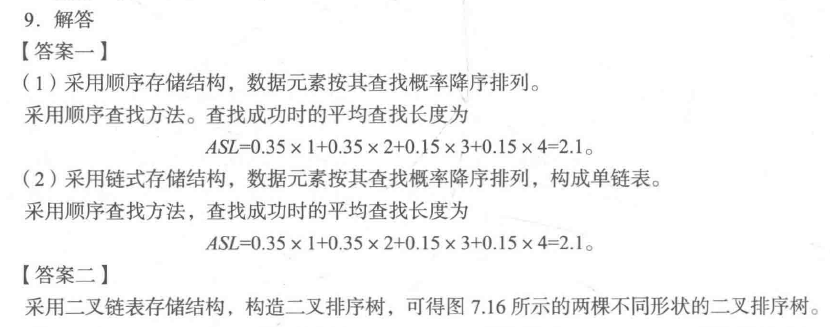 9. 解答
【答案一】
(1)采用顺序存储结构，数据元素按其查找概率降序排列。
采用顺序查找方法。查找成功时的平均查找长度为
ASL=0.35×1+0.35×2+0.15×3+0.15×4=2.1。
(2)采用链式存储结构，数据元素按其查找概率降序排列，构成单链表。
采用顺序查找方法，查找成功时的平均查找长度为
ASL=0.35×1+0.35×2+0.15×3+0.15×4=2.1。
【答案二】
采用二叉链表存储结构，构造二叉排序树，可得图 7.16 所示的两棵不同形状的二叉排序树。